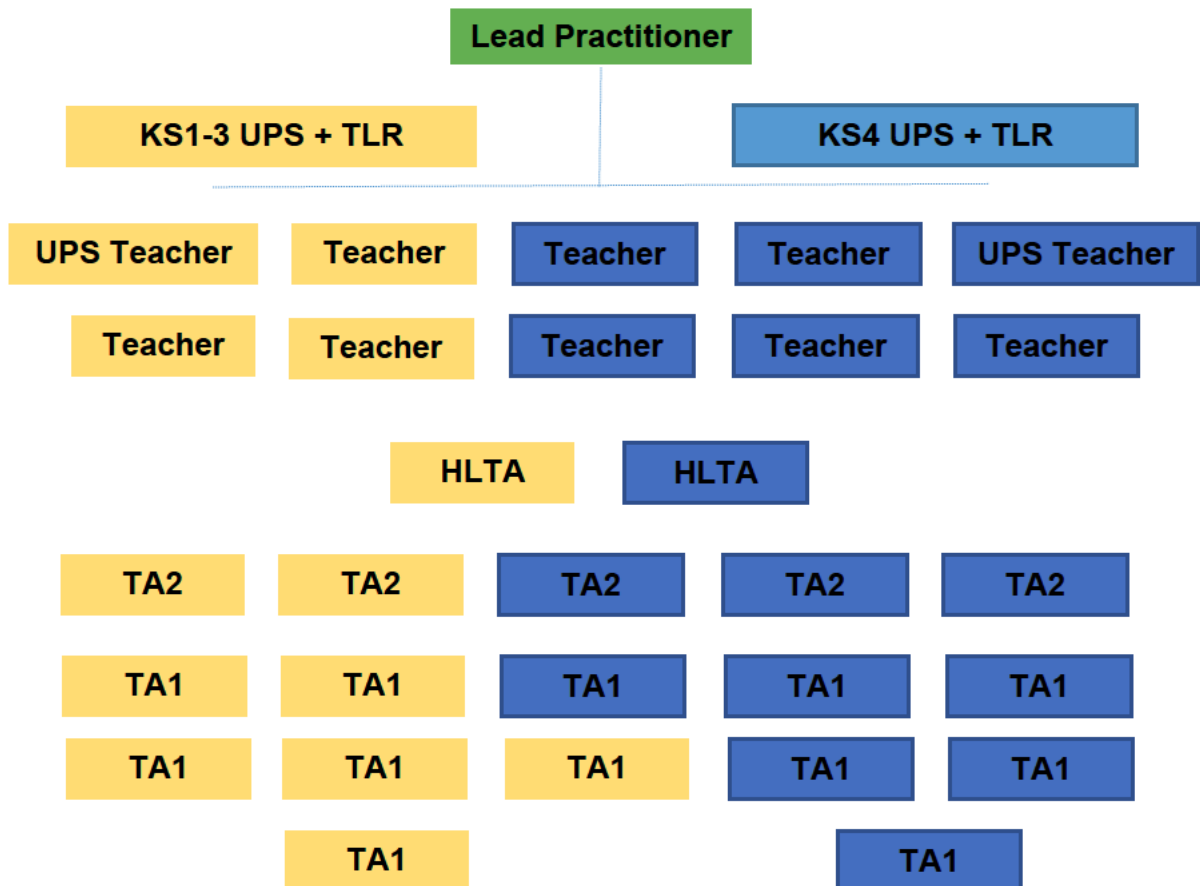 Lead Practitioner
KS1-3 UPS + TLR
KS4 UPS + TLR
UPS Teacher
Teacher
Teacher
Teacher
UPS Teacher
Teacher
Teacher
Teacher
Teacher
Teacher
HLTA
HLTA
TA2
TA2
TA2
TA2
TA2
TA1
TA1
TA1
TA1
TA1
TA1
TA1
TA1
TA1
TA1
TA1
TA1